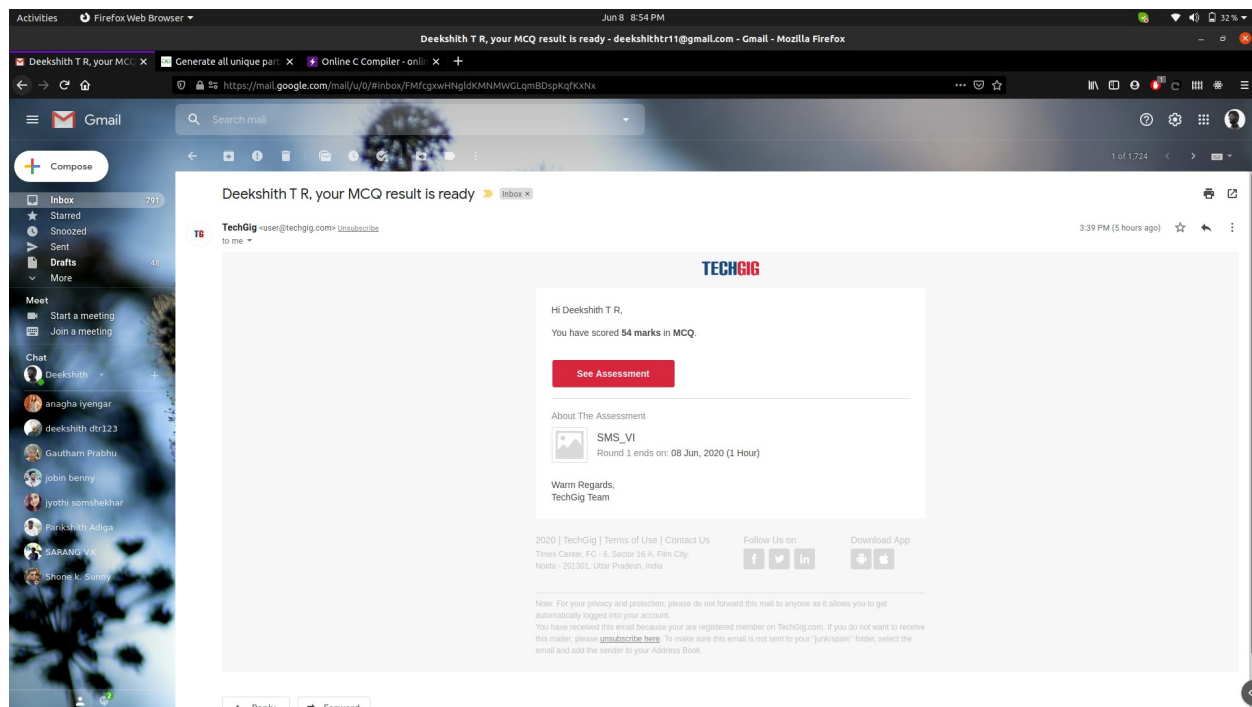 Activities Firefox Web Browser Jun 8 8:54 PM 32 %
Deekshith T R, your MCQ result is ready - deekshithtr11@gmail.com - Gmail - Mozilla Firefox
Deekshith T R, your MCQ Generate all unique part Online C Compiler - onlin
https://mail.google.com/mail/u/0/#inbox/FMfcgxwHNgldKMNMWGLqmBDspKqfKxNx
Gmail
Search mail
Compose
1 of 1,724
Inbox 791
Starred
Snoozed
Sent
Drafts 48
More
Meet
Start a meeting
Join a meeting
Chat
Deekshith
anagha iyengar
deekshith dtr123
Gautham Prabhu
jobin benny
jyothi somshekhar
Parikshith Adiga
SARANG V.K
Shone k. Sunny
2
Deekshith T R, your MCQ result is ready Inbox x
TG
TechGig <user@techgig.com> Unsubscribe 3:39 PM (5 hours ago)
to me
TECHGIG
Hi Deekshith T R,
You have scored 54 marks in MCQ.
See Assessment
About The Assessment
SMS_VI
Round 1 ends on: 08 Jun, 2020 (1 Hour)
Warm Regards,
TechGig Team
2020 | TechGig | Terms of Use | Contact Us Follow Us on Download App
Times Center, FC - 6, Sector 16 A, Film City,
Noida - 201301, Uttar Pradesh, India
Note: For your privacy and protection, please do not forward this mail to anyone as it allows you to get
automatically logged into your account.
You have received this email because your are registered member on TechGig.com. If you do not want to receive
this mailer, please unsubscribe here. To make sure this email is not sent to your "junk/spam" folder, select the
email and add the sender to your Address Book.
Reply Forward